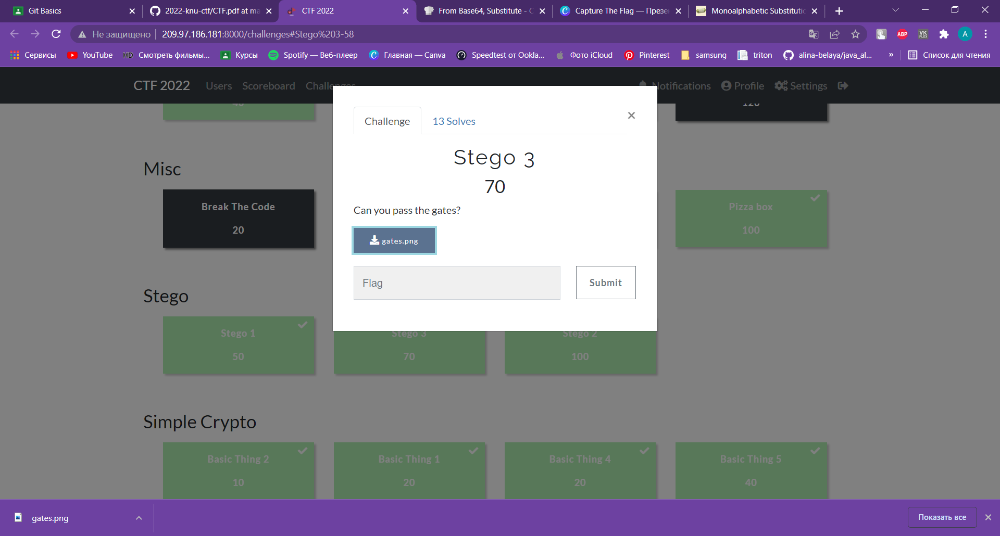 Git Basics
2022-knu-ctf/CTF.pdf at ma
CTF 2022
From Base64, Substitute - C
Capture The Flag — Презе
Monoalphabetic Substitutio
Не защищено
209.97.186.181:8000/challenges#Stego%203-58
ABP
VK FLEX
A
Сервисы
YouTube
HD Смотреть фильмы...
Курсы
Spotify — Веб-плеер
Главная — Canva
Speedtest от Ookla...
Фото iCloud
Pinterest
samsung
triton
alina-belaya/java_al...
»
Список для чтения
CTF 2022
Users
Scoreboard
Challenges
Notifications
Profile
Settings
120
Challenge
13 Solves
×
Stego 3
70
Can you pass the gates?
gates.png
Flag
Submit
Misc
Break The Code
20
Pizza box
100
Stego
Stego 1
50
Stego 3
70
Stego 2
100
Simple Crypto
Basic Thing 2
10
Basic Thing 1
20
Basic Thing 4
20
Basic Thing 5
40
gates.png
Показать все